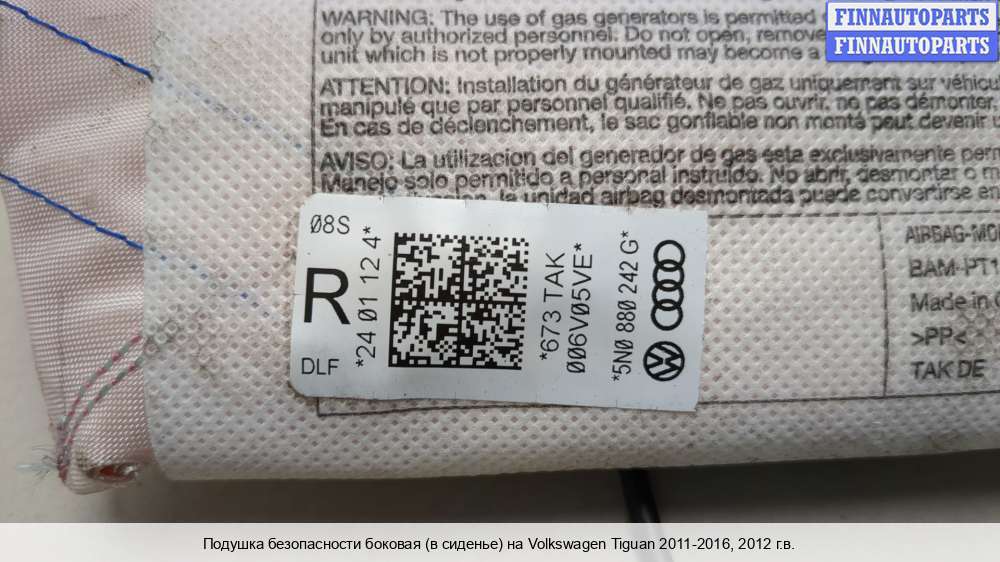 FINNAUTOPARTS
FINNAUTOPARTS
WARNING: The use of gas generators is permitted
only by authorized personnel. Do not open, remove
unit which is not properly mounted may become a
ATTENTION: Installation du générateur de gaz uniquement sur véhicu
manipulé que par personnel qualifié. Ne pas ouvrir, ne pas démonter,
En cas de déclenchement, le sac gonflable non monté peut devenir u
AVISO: La utilizacion del generador de gas esta exclusivamente perm
Manejo solo permitido a personal instruido. No abrir, desmontar o m
la unidad airbag desmontada puede convertirse en
08S
R
DLF
*24 01 12 4*
*673 TAK
006V05VE*
*5N0 880 242 G*
AIRBAG-MO
BAM-PT1
Made in
>PP<
TAK DE
Подушка безопасности боковая (в сиденье) на Volkswagen Tiguan 2011-2016, 2012 г.в.